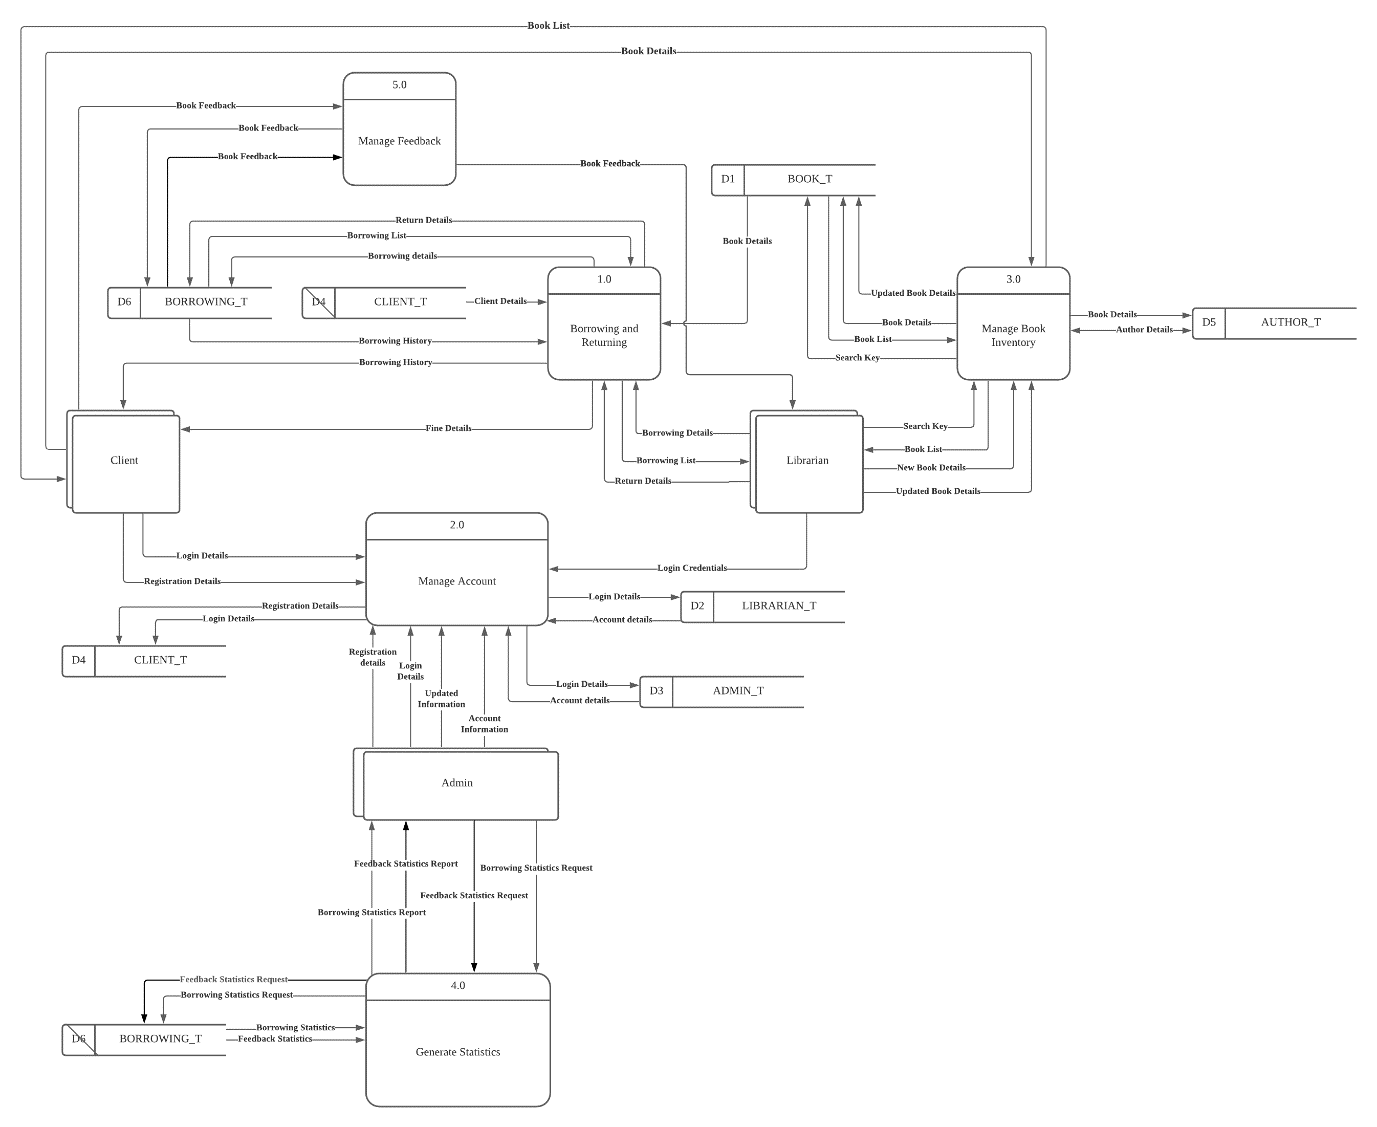 Book List
Book Details
5.0
Manage Feedback
Book Feedback
Book Feedback
Book Feedback
Book Feedback
D1
BOOK_T
Return Details
Borrowing List
Borrowing details
Book Details
1.0
Borrowing and
Returning
3.0
Manage Book
Inventory
D6
BORROWING_T
D4
CLIENT_T
Client Details
Updated Book Details
Book Details
Book List
Search Key
Book Details
Author Details
D5
AUTHOR_T
Borrowing History
Borrowing History
Fine Details
Client
Borrowing Details
Borrowing List
Return Details
Librarian
Search Key
Book List
New Book Details
Updated Book Details
2.0
Manage Account
Login Details
Registration Details
Registration Details
Login Details
Login Credentials
Login Details
Account details
D2
LIBRARIAN_T
D4
CLIENT_T
Registration
details
Login
Details
Updated
Information
Account
Information
Login Details
Account details
D3
ADMIN_T
Admin
Feedback Statistics Report
Borrowing Statistics Request
Feedback Statistics Request
Borrowing Statistics Report
Feedback Statistics Request
Borrowing Statistics Request
4.0
Generate Statistics
D6
BORROWING_T
Borrowing Statistics
Feedback Statistics